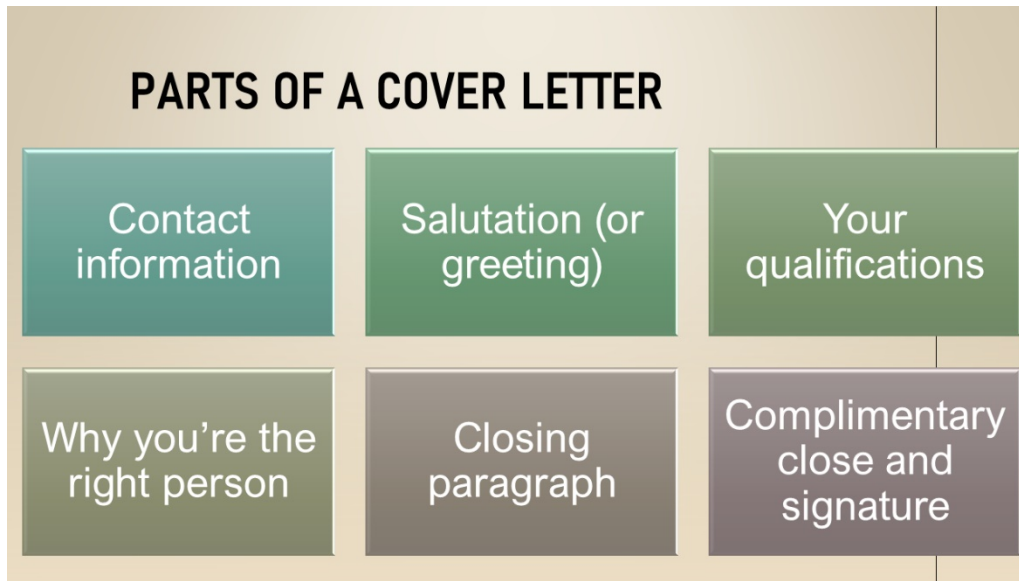 PARTS OF A COVER LETTER
Contact
information
Salutation (or
greeting)
Your
qualifications
Why you’re the
right person
Closing
paragraph
Complimentary
close and
signature